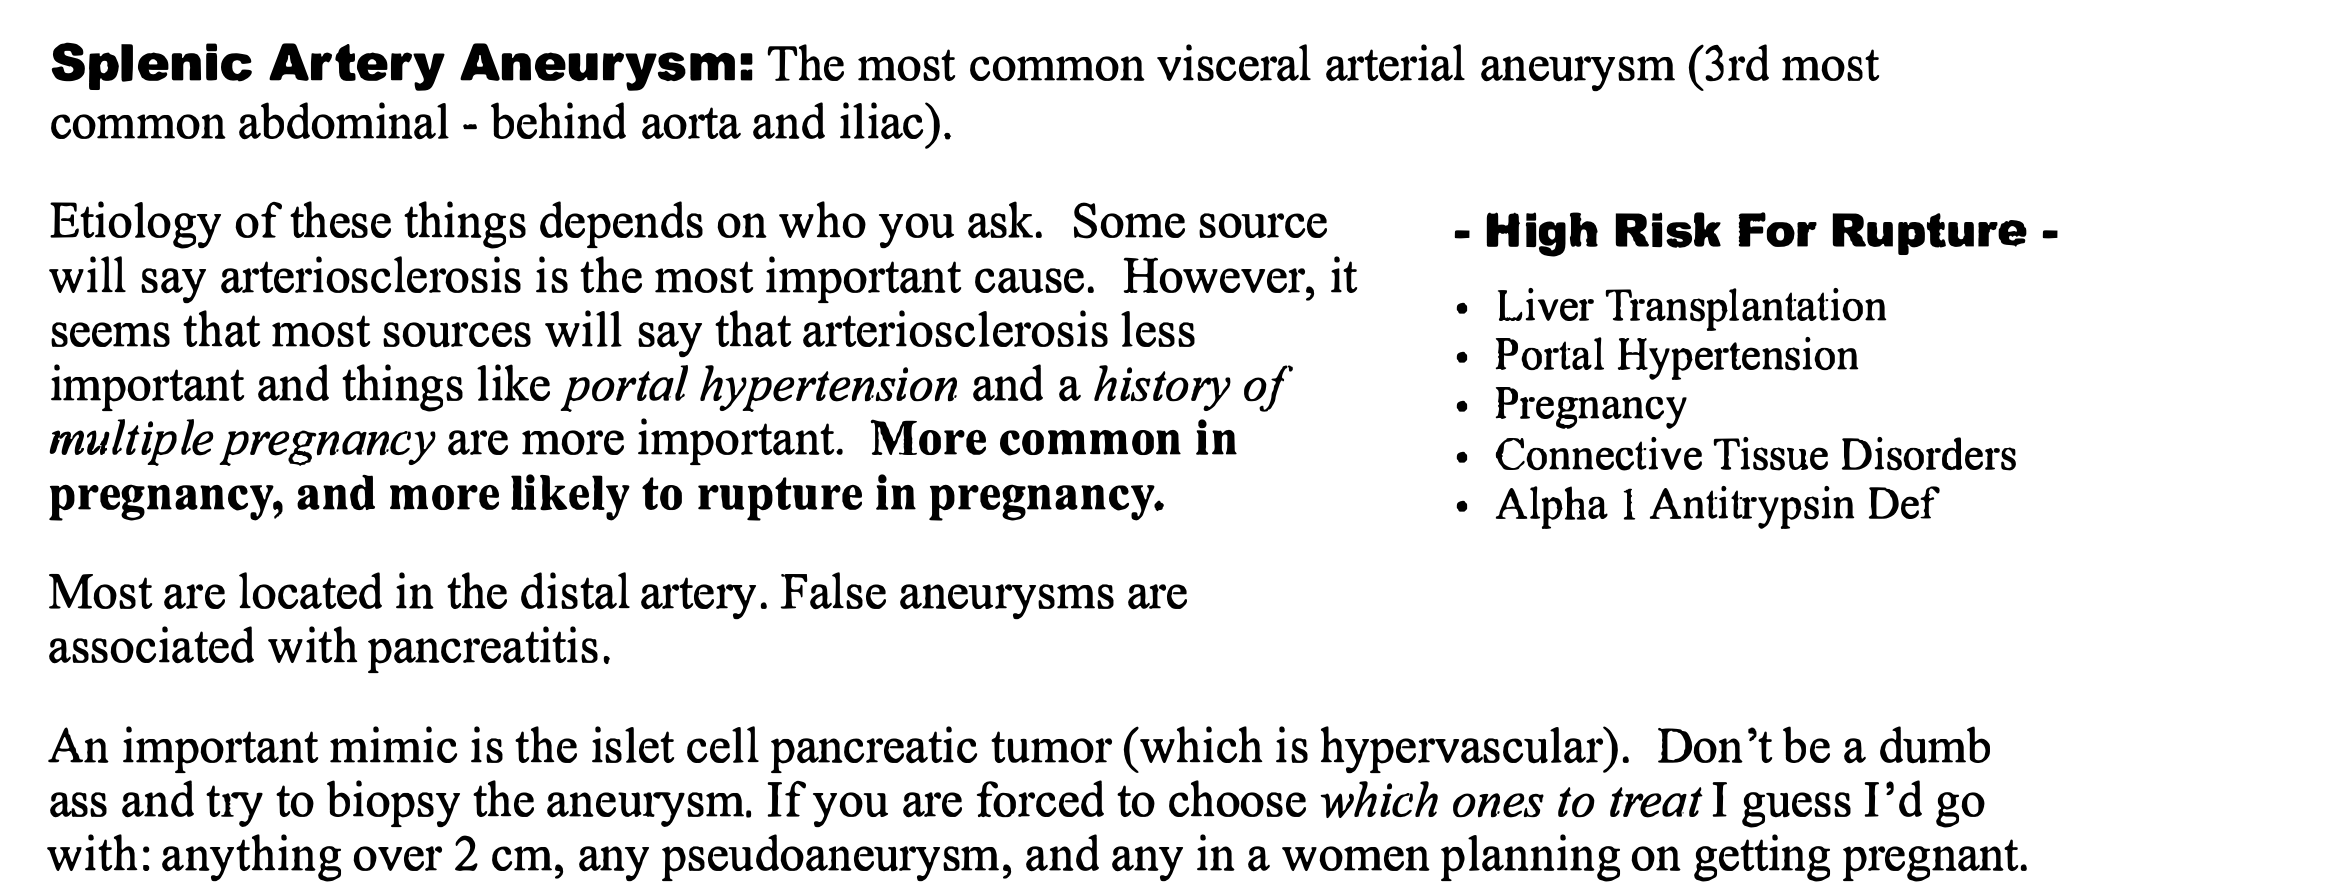 Splenic Artery Aneurysm: The most common visceral arterial aneurysm (3rd most
common abdominal - behind aorta and iliac).
Etiology of these things depends on who you ask. Some source
will say arteriosclerosis is the most important cause. However, it
seems that most sources will say that arteriosclerosis less
important and things like portal hypertension and a history of
multiple pregnancy are more important. More common in
pregnancy, and more likely to rupture in pregnancy.
- High Risk For Rupture -
• Liver Transplantation
• Portal Hypertension
• Pregnancy
• Connective Tissue Disorders
• Alpha 1 Antitrypsin Def
Most are located in the distal artery. False aneurysms are
associated with pancreatitis.
An important mimic is the islet cell pancreatic tumor (which is hypervascular). Don't be a dumb
ass and try to biopsy the aneurysm. If you are forced to choose which ones to treat I guess I'd go
with: anything over 2 cm, any pseudoaneurysm, and any in a women planning on getting pregnant.